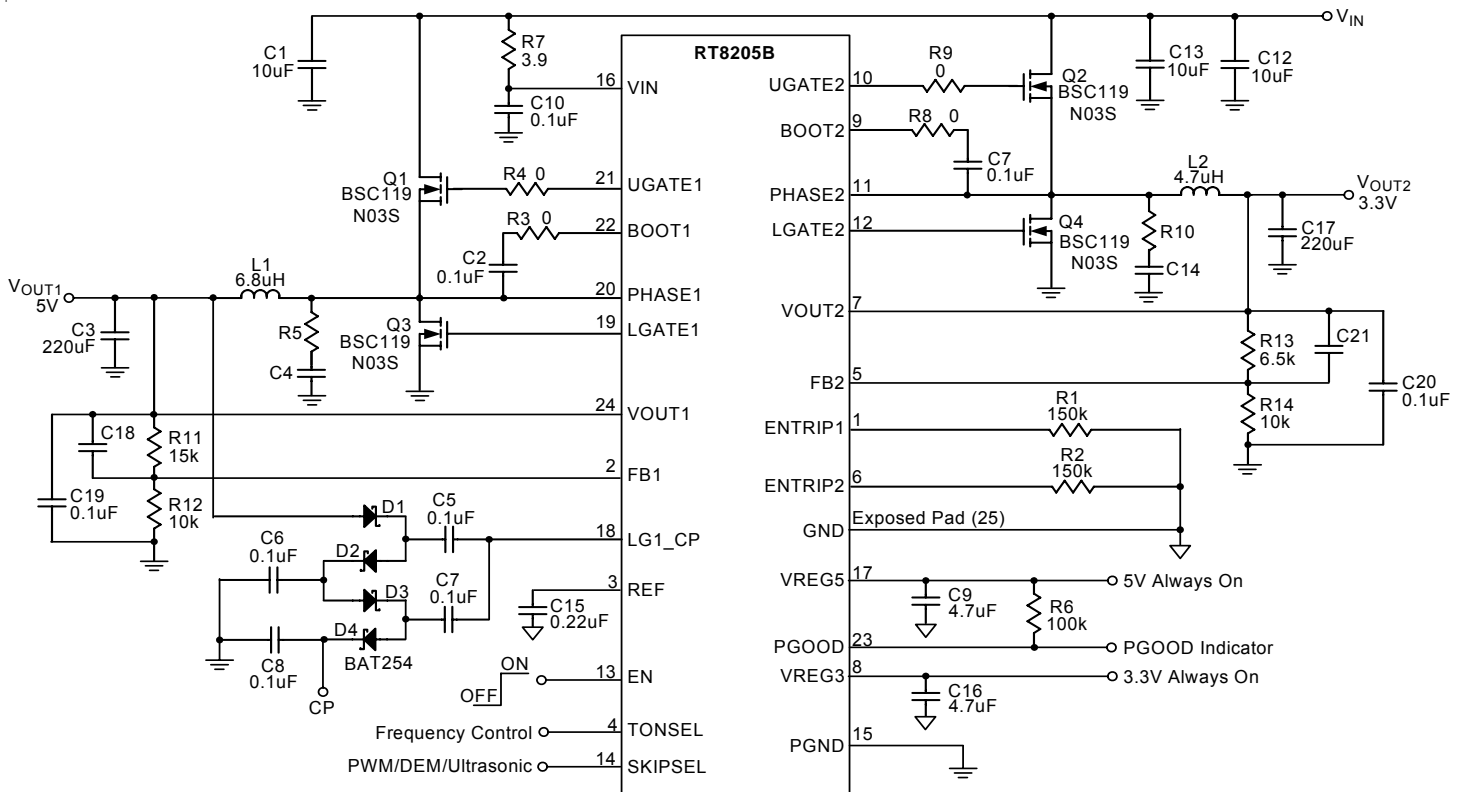 RT8205B
VIN
C1
10uF
R7
3.9
16
VIN
C10
0.1uF
Q1
BSC119
N03S
R4 0
21
UGATE1
R3 0
22
BOOT1
C2
0.1uF
VOUT1
5V
L1
6.8uH
20
PHASE1
C3
220uF
R5
C4
Q3
BSC119
N03S
19
LGATE1
24
VOUT1
C18
R11
15k
2
FB1
C19
0.1uF
R12
10k
D1
C5
0.1uF
18
LG1_CP
C6
0.1uF
D2
D3
C7
0.1uF
3
REF
C15
0.22uF
D4
BAT254
C8
0.1uF
CP
ON
OFF
13
EN
Frequency Control
4
TONSEL
PWM/DEM/Ultrasonic
14
SKIPSEL
UGATE2
10
R9
0
Q2
BSC119
N03S
C13
10uF
C12
10uF
BOOT2
9
R8 0
C7
0.1uF
PHASE2
11
L2
4.7uH
VOUT2
3.3V
LGATE2
12
Q4
BSC119
N03S
R10
C14
C17
220uF
VOUT2
7
R13
6.5k
C21
FB2
5
R14
10k
C20
0.1uF
ENTRIP1
1
R1
150k
ENTRIP2
6
R2
150k
GND
Exposed Pad (25)
VREG5
17
5V Always On
C9
4.7uF
R6
100k
PGOOD
23
PGOOD Indicator
VREG3
8
3.3V Always On
C16
4.7uF
PGND
15